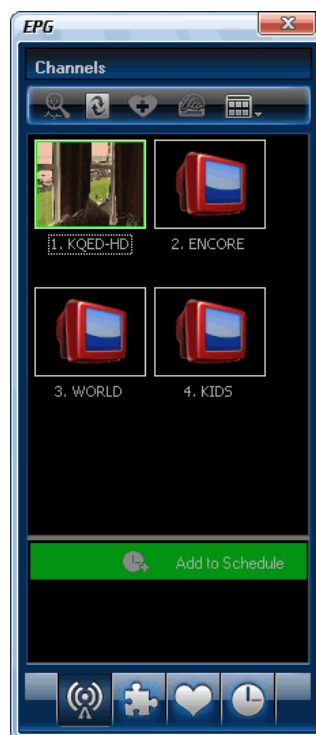 EPG
Channels
1. KQED-HD
2. ENCORE
3. WORLD
4. KIDS
Add to Schedule